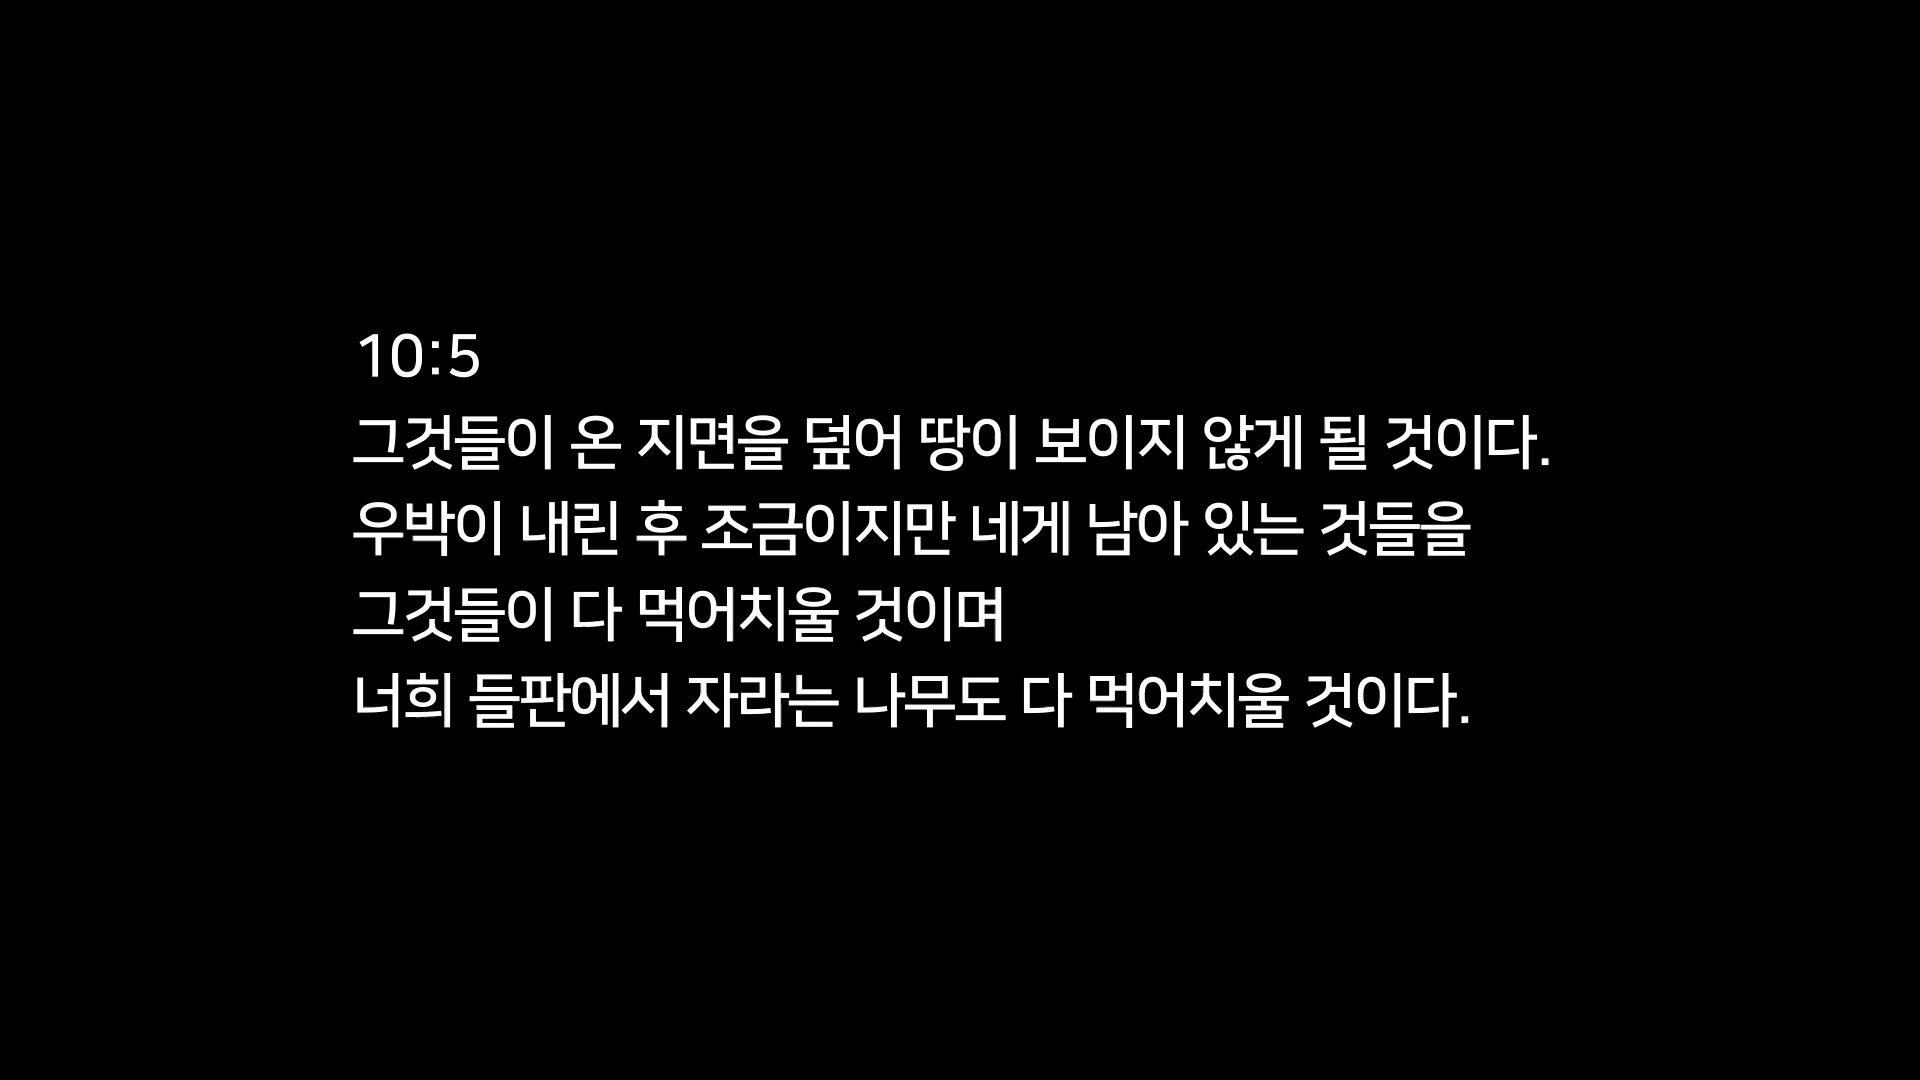 10:5
그것들이 온 지면을 덮어 땅이 보이지 않게 될 것이다.
우박이 내린 후 조금이지만 네게 남아 있는 것들을
그것들이 다 먹어치울 것이며
너희 들판에서 자라는 나무도 다 먹어치울 것이다.